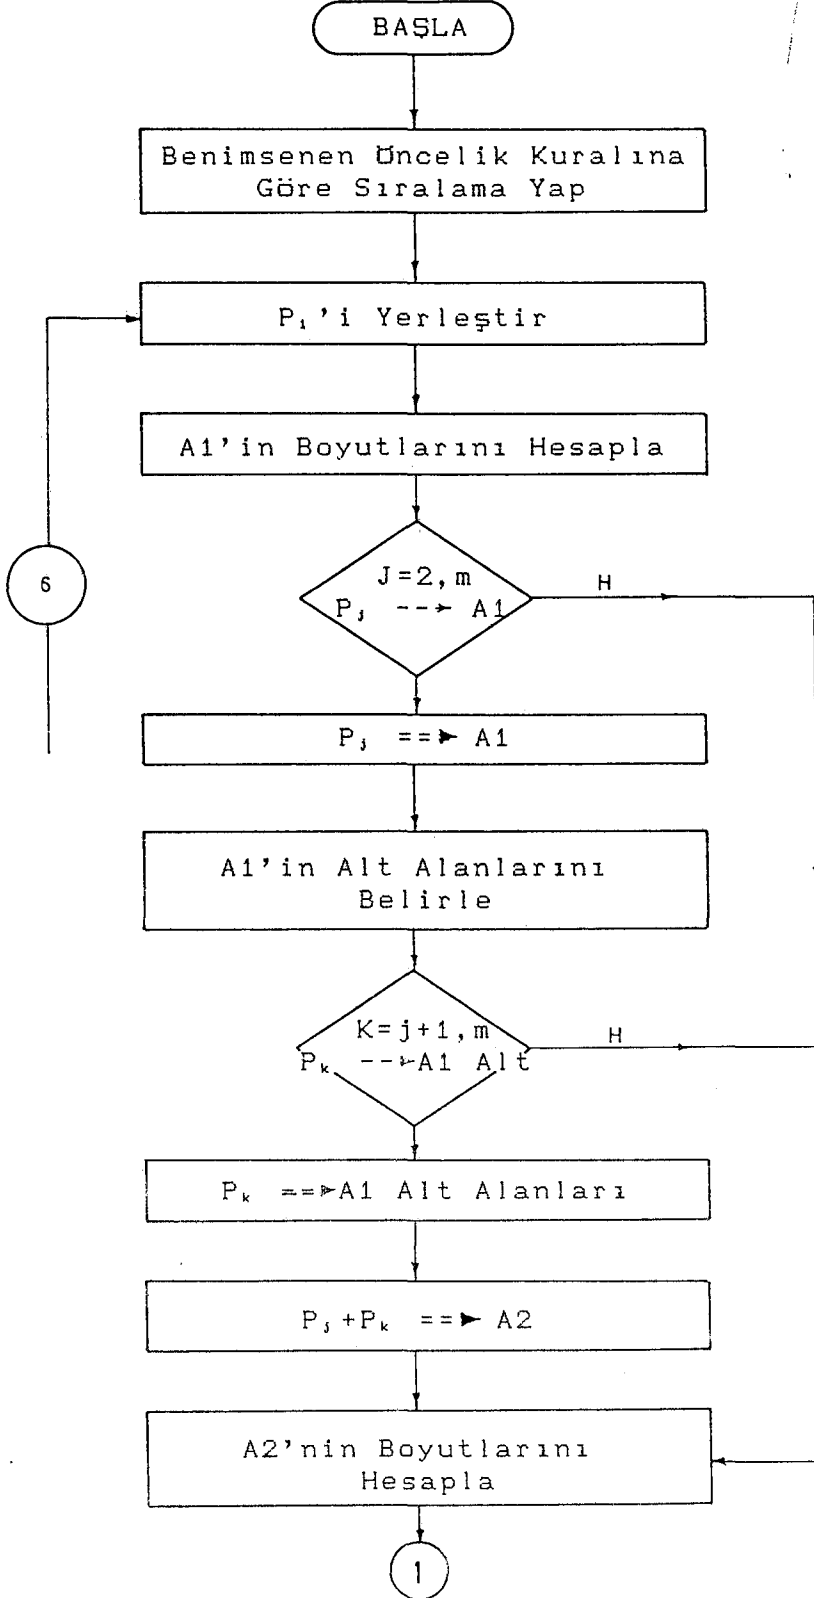 BAŞLA
Benimsenen Öncelik Kuralına
Göre Sıralama Yap
P₁'i Yerleştir
A1'in Boyutlarını Hesapla
6
J=2,m
H
Pⱼ --→ A1
Pⱼ ==► A1
A1'in Alt Alanlarını
Belirle
K=j+1,m
H
Pₖ --►A1 Alt
Pₖ ==►A1 Alt Alanları
Pⱼ+Pₖ ==► A2
A2'nin Boyutlarını
Hesapla
1